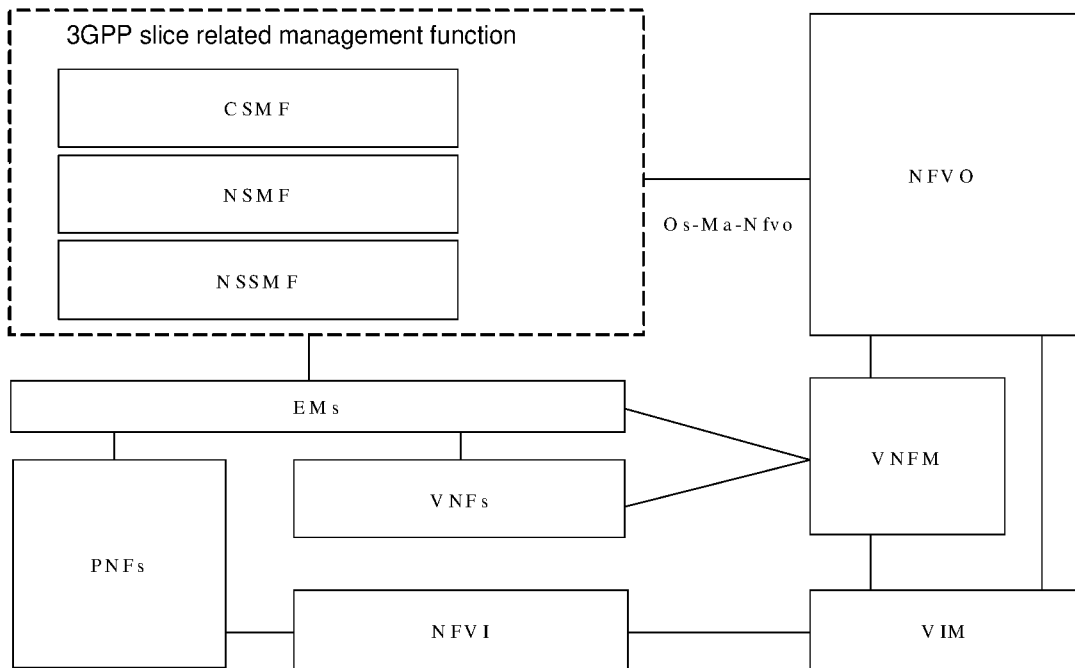 3GPP slice related management function
CSMF
NSMF
NSSMF
NFVO
Os-Ma-Nfvo
EMs
VNFM
VNFs
PNFs
NFVI
VIM